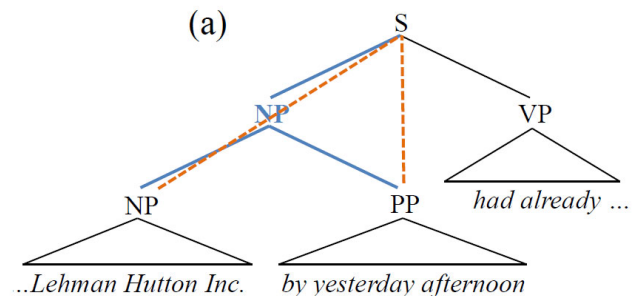 (a)
S
NP
VP
NP
PP
had already ...
...Lehman Hutton Inc.
by yesterday afternoon